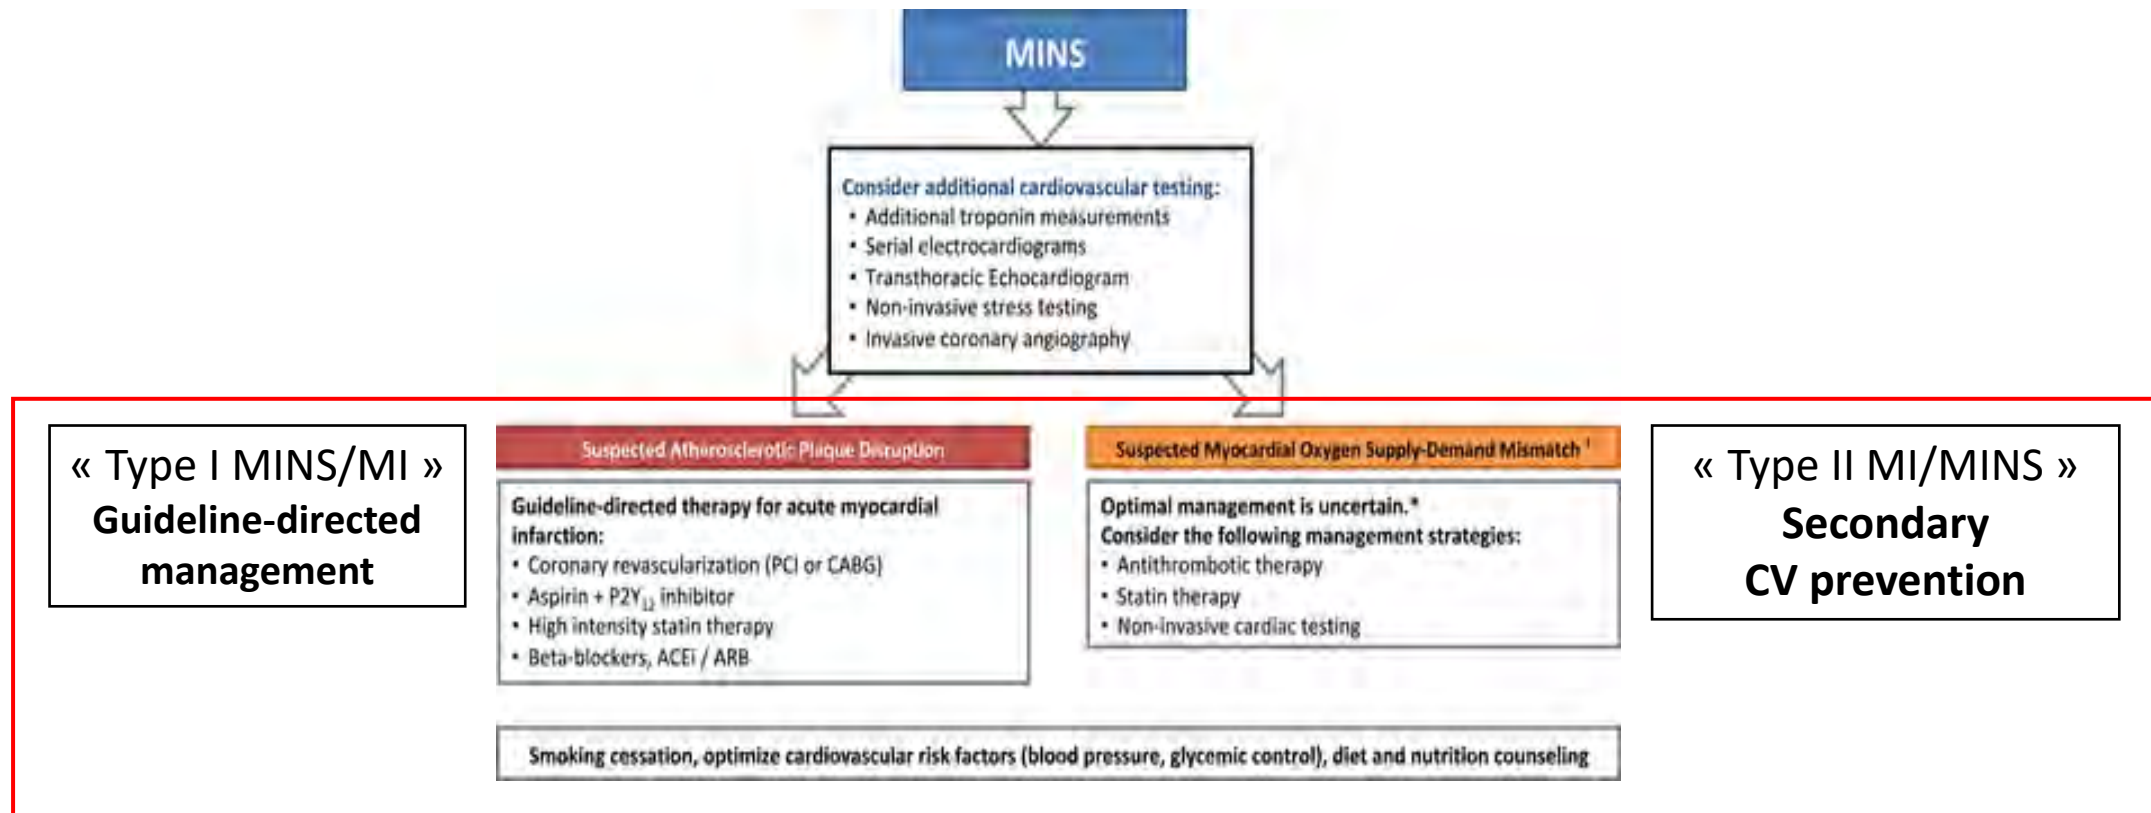 MINS
Consider additional cardiovascular testing:
• Additional troponin measurements
• Serial electrocardiograms
• Transthoracic Echocardiogram
• Non-invasive stress testing
• Invasive coronary angiography
« Type I MINS/MI »
Guideline-directed
management
Suspected Atherosclerotic Plaque Disruption
Guideline-directed therapy for acute myocardial
infarction:
• Coronary revascularization (PCI or CABG)
• Aspirin + P2Y12 inhibitor
• High intensity statin therapy
• Beta-blockers, ACEi / ARB
Suspected Myocardial Oxygen Supply-Demand Mismatch
Optimal management is uncertain.*
Consider the following management strategies:
• Antithrombotic therapy
• Statin therapy
• Non-invasive cardiac testing
« Type II MI/MINS »
Secondary
CV prevention
Smoking cessation, optimize cardiovascular risk factors (blood pressure, glycemic control), diet and nutrition counseling